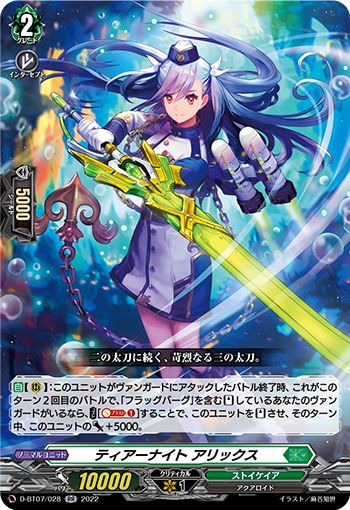 2
グレード
インターセプト
シールド
5000
二の太刀に続く、苛烈なる三の太刀。
自【】:このユニットがヴァンガードにアタックしたバトル終了時、これがこの
ターン2回目のバトルで、「フラッグバーグ」を含むしているあなたのヴァン
ガードがいるなら、【ブラスト 1】することで、このユニットをさせ、そのターン
中、このユニットの+5000。
ノーマルユニット
ティアーナイト アリックス
パワー
10000
クリティカル
1
ストイケイア
アクアロイド
D-BT07/028 RR 2022
イラスト/麻谷知世